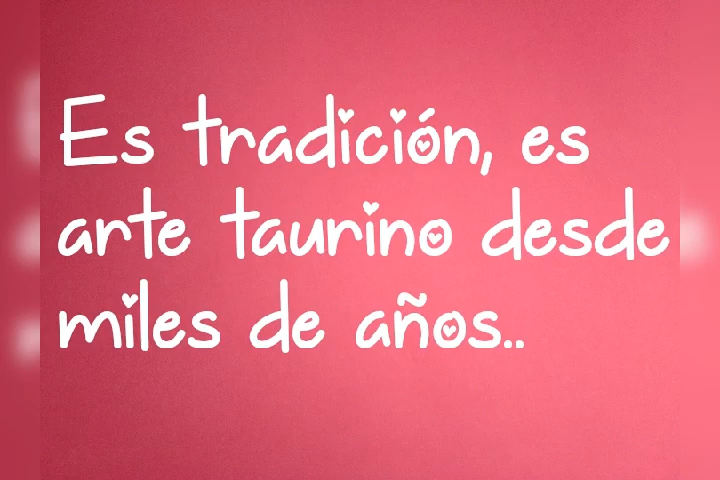 Es tradición, es
arte taurino desde
miles de años..